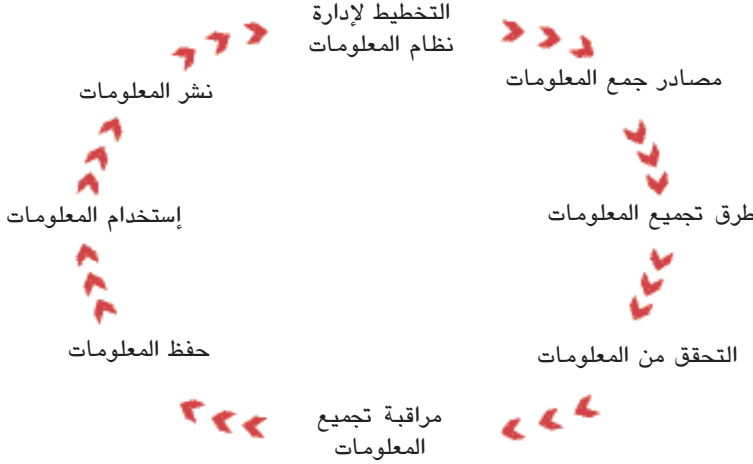 التخطيط لإدارة
نظام المعلومات
مصادر جمع المعلومات
طرق تجميع المعلومات
التحقق من المعلومات
مراقبة تجميع
المعلومات
حفظ المعلومات
إستخدام المعلومات
نشر المعلومات